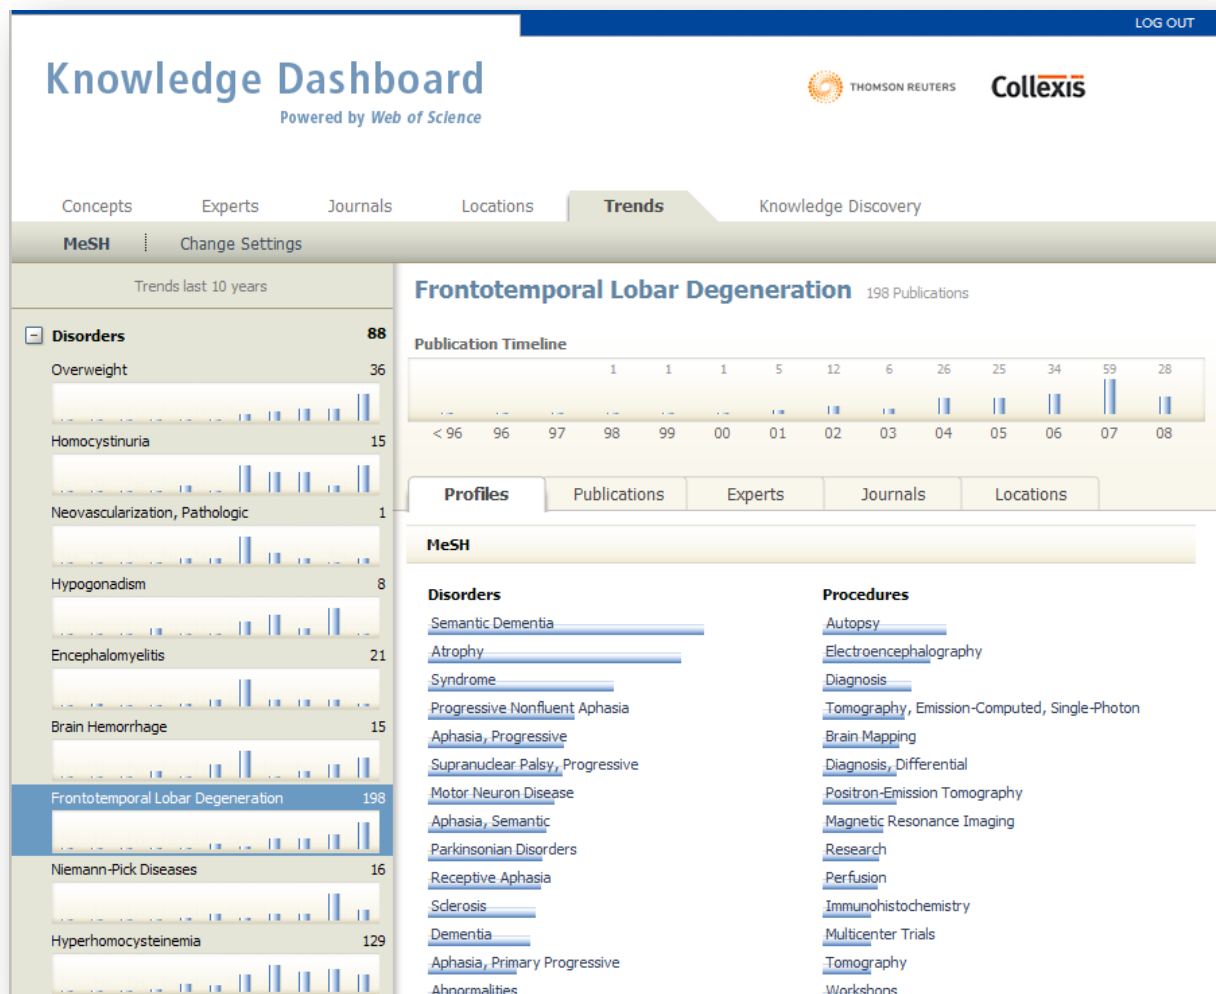 LOG OUT
Knowledge Dashboard
Powered by Web of Science
THOMSON REUTERS
Collexis
Concepts Experts Journals Locations Trends Knowledge Discovery
MeSH Change Settings
Trends last 10 years
Disorders 88
Overweight 36
Homocystinuria 15
Neovascularization, Pathologic 1
Hypogonadism 8
Encephalomyelitis 21
Brain Hemorrhage 15
Frontotemporal Lobar Degeneration 198
Niemann-Pick Diseases 16
Hyperhomocysteinemia 129
Frontotemporal Lobar Degeneration 198 Publications
Publication Timeline
1 1 1 5 12 6 26 25 34 59 28
< 96 96 97 98 99 00 01 02 03 04 05 06 07 08
Profiles Publications Experts Journals Locations
MeSH
Disorders
Semantic Dementia
Atrophy
Syndrome
Progressive Nonfluent Aphasia
Aphasia, Progressive
Supranuclear Palsy, Progressive
Motor Neuron Disease
Aphasia, Semantic
Parkinsonian Disorders
Receptive Aphasia
Sclerosis
Dementia
Aphasia, Primary Progressive
Abnormalities
Procedures
Autopsy
Electroencephalography
Diagnosis
Tomography, Emission-Computed, Single-Photon
Brain Mapping
Diagnosis, Differential
Positron-Emission Tomography
Magnetic Resonance Imaging
Research
Perfusion
Immunohistochemistry
Multicenter Trials
Tomography
Workshops